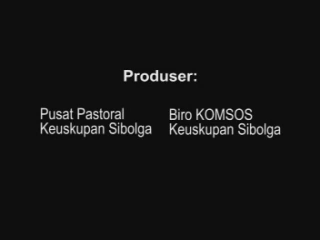 Produser:
Pusat Pastoral
Keuskupan Sibolga
Biro KOMSOS
Keuskupan Sibolga